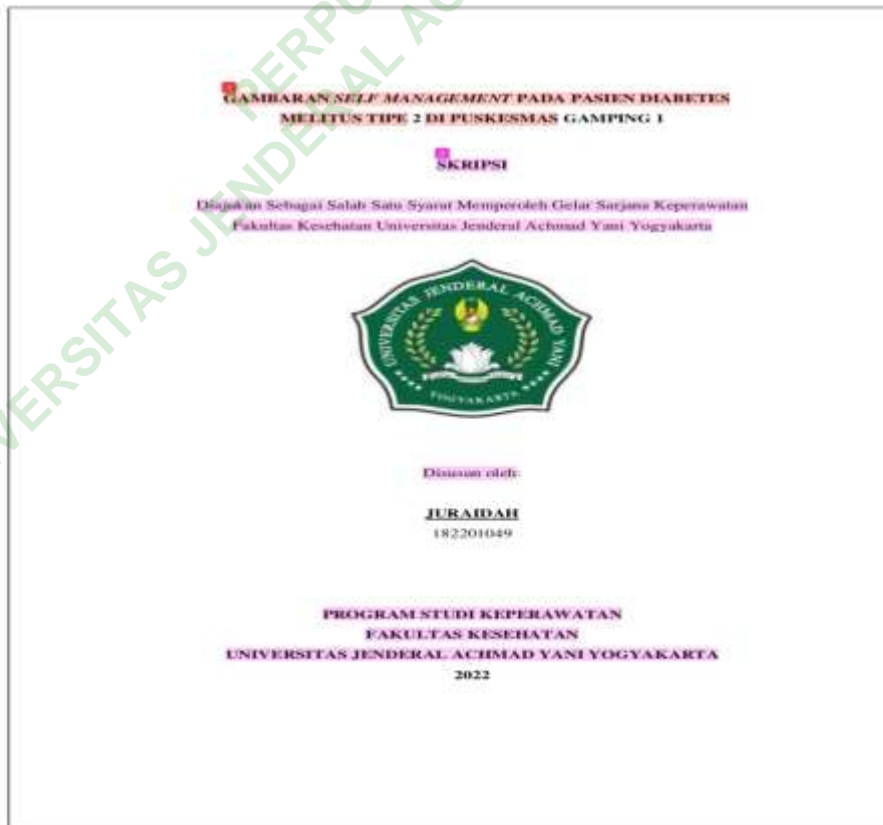 GAMBARAN SELF MANAGEMENT PADA PASIEN DIABETES
MELITUS TIPE 2 DI PUSKESMAS GAMPING 1
SKRIPSI
Diajukan Sebagai Salah Satu Syarat Memperoleh Gelar Sarjana Keperawatan
Fakultas Kesehatan Universitas Jenderal Achmad Yani Yogyakarta
UNIVERSITAS JENDERAL ACHMAD YANI
YOGYAKARTA
Disusun oleh:
JURAIDAH
182201049
PROGRAM STUDI KEPERAWATAN
FAKULTAS KESEHATAN
UNIVERSITAS JENDERAL ACHMAD YANI YOGYAKARTA
2022